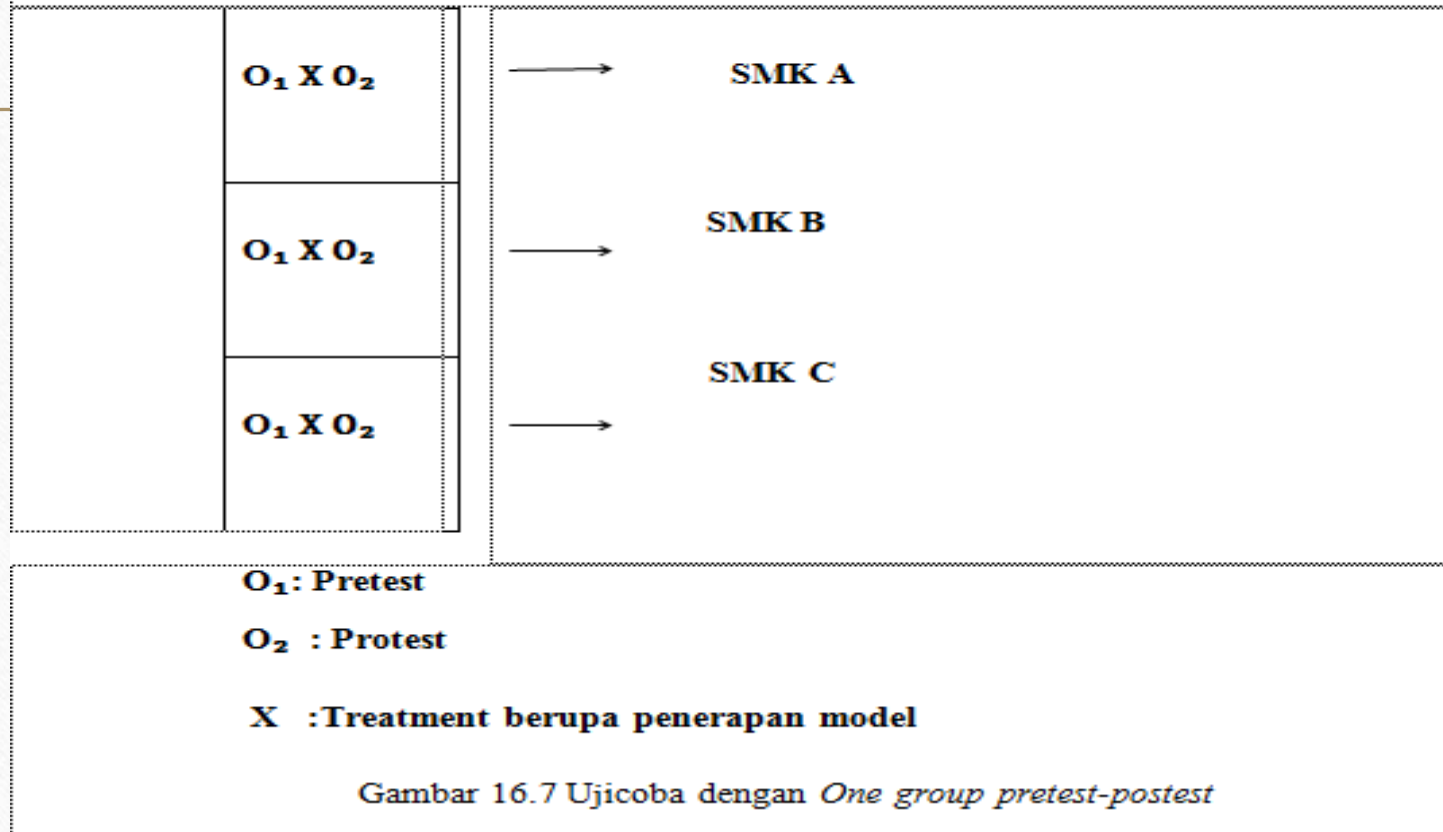 O₁ X O₂ SMK A
SMK B
O₁ X O₂
SMK C
O₁ X O₂
O₁: Pretest
O₂ : Protest
X :Treatment berupa penerapan model
Gambar 16.7 Ujicoba dengan One group pretest-postest